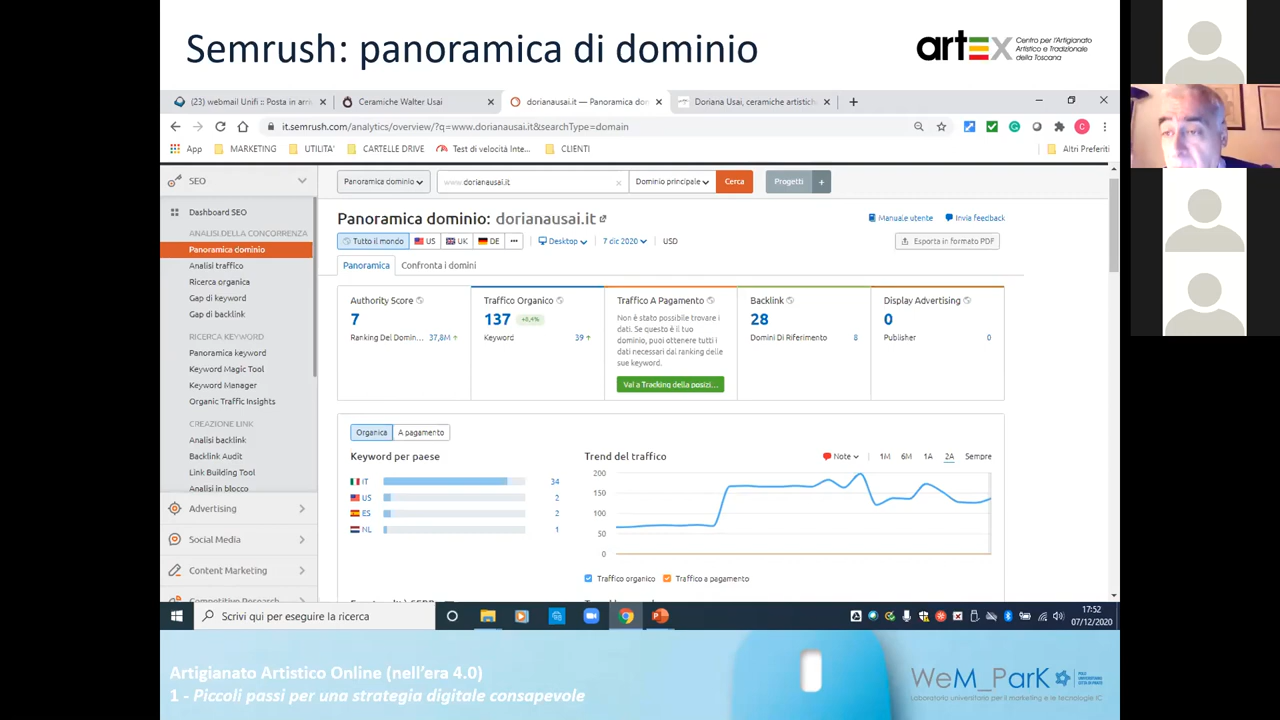 Semrush: panoramica di dominio
artex
Centro per l'Artigianato
Artistico e Tradizionale
della Toscana
(23) webmail Unifi :: Posta in arri
Ceramiche Walter Usai
dorianausai.it — Panoramica do
Doriana Usai, ceramiche artistich
it.semrush.com/analytics/overview/?q=www.dorianausai.it&searchType=domain
App
MARKETING
UTILITA'
CARTELLE DRIVE
Test di velocità Inte...
CLIENTI
Altri Preferiti
SEO
Panoramica dominio
www.dorianausai.it
Dominio principale
Cerca
Progetti
+
Dashboard SEO
ANALISI DELLA CONCORRENZA
Panoramica dominio
Analisi traffico
Ricerca organica
Gap di keyword
Gap di backlink
RICERCA KEYWORD
Panoramica keyword
Keyword Magic Tool
Keyword Manager
Organic Traffic Insights
CREAZIONE LINK
Analisi backlink
Backlink Audit
Link Building Tool
Analisi in blocco
Advertising
Social Media
Content Marketing
Competitive Research
Panoramica dominio: dorianausai.it
Manuale utente
Invia feedback
Tutto il mondo
US
UK
DE
...
Desktop
7 dic 2020
USD
Esporta in formato PDF
Panoramica
Confronta i domini
Authority Score
7
Ranking Del Domin... 37,8M
Traffico Organico
137
Keyword 39
Traffico A Pagamento
Non è stato possibile trovare i
dati. Se questo è il tuo
dominio, puoi ottenere tutti i
dati necessari dal ranking delle
sue keyword.
Vai a Tracking della posizi...
Backlink
28
Domini Di Riferimento 8
Display Advertising
0
Publisher 0
Organica
A pagamento
Keyword per paese
IT 34
US 2
ES 2
NL 1
Trend del traffico
Note
1M
6M
1A
2A
Sempre
200
150
100
50
0
Traffico organico
Traffico a pagamento
Scrivi qui per eseguire la ricerca
17:52
07/12/2020
Artigianato Artistico Online (nell'era 4.0)
1 - Piccoli passi per una strategia digitale consapevole
WeM_ParK
Laboratorio universitario per il marketing e le tecnologie IC